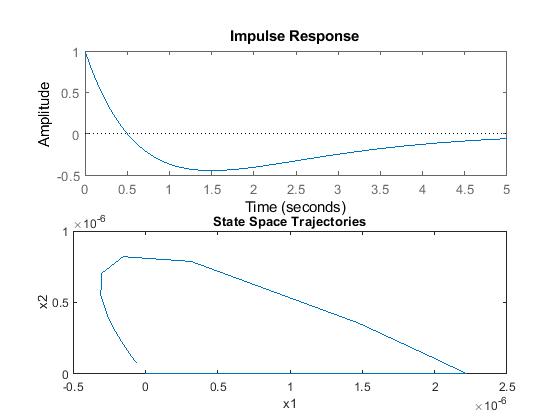 Impulse Response
Amplitude
1
0.5
0
-0.5
0 0.5 1 1.5 2 2.5 3 3.5 4 4.5 5
Time (seconds)
State Space Trajectories
×10⁻⁶
x2
1
0.5
0
-0.5 0 0.5 1 1.5 2 2.5
x1
×10⁻⁶